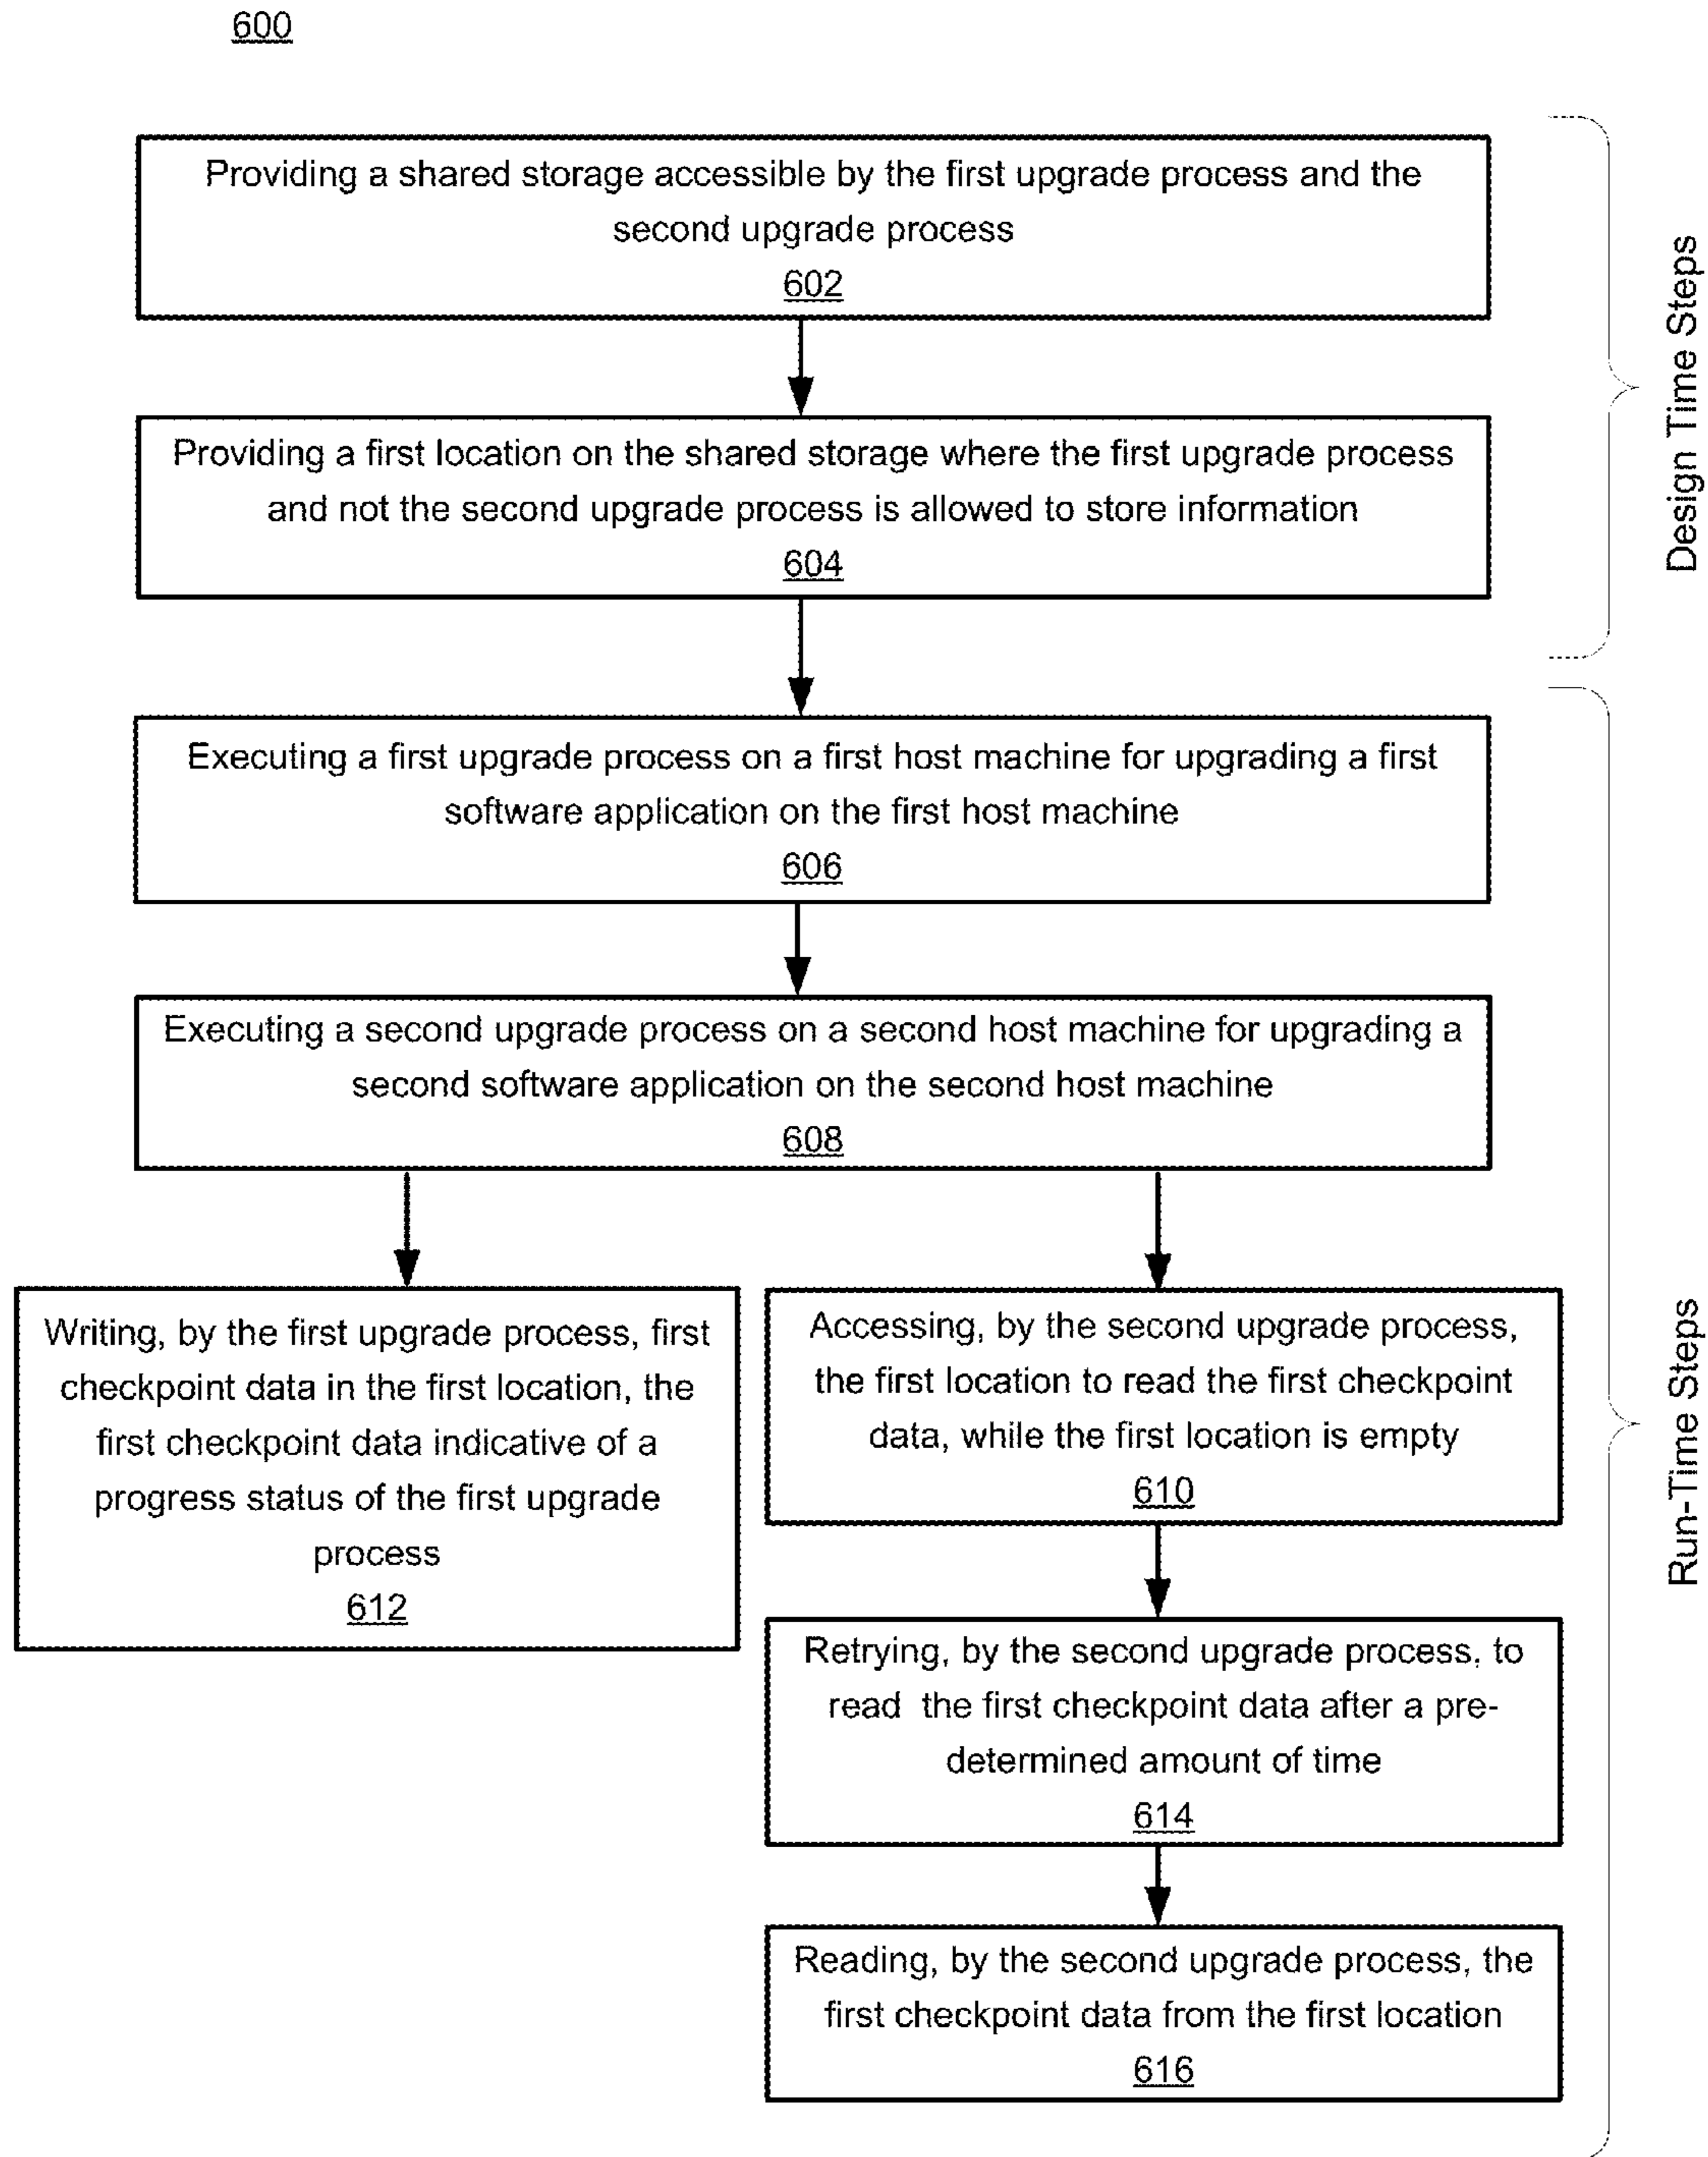 600
Providing a shared storage accessible by the first upgrade process and the
second upgrade process
602
Providing a first location on the shared storage where the first upgrade process
and not the second upgrade process is allowed to store information
604
Design Time Steps
Executing a first upgrade process on a first host machine for upgrading a first
software application on the first host machine
606
Executing a second upgrade process on a second host machine for upgrading a
second software application on the second host machine
608
Writing, by the first upgrade process, first
checkpoint data in the first location, the
first checkpoint data indicative of a
progress status of the first upgrade
process
612
Accessing, by the second upgrade process,
the first location to read the first checkpoint
data, while the first location is empty
610
Retrying, by the second upgrade process, to
read  the first checkpoint data after a pre-
determined amount of time
614
Reading, by the second upgrade process, the
first checkpoint data from the first location
616
Run-Time Steps